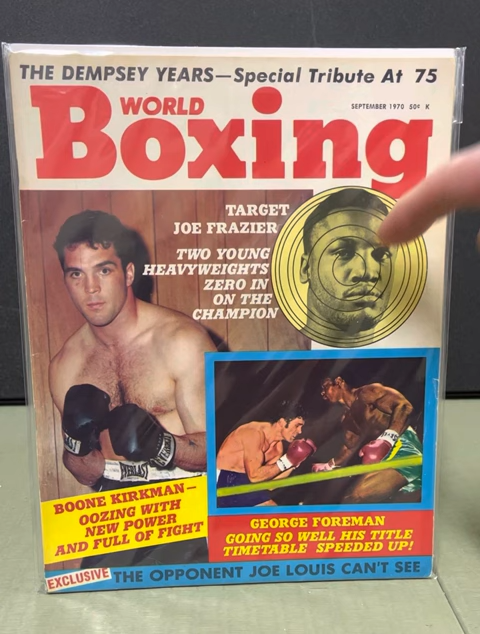 THE DEMPSEY YEARS—Special Tribute At 75
WORLD
SEPTEMBER 1970 50¢ K
Boxing
TARGET
JOE FRAZIER
TWO YOUNG
HEAVYWEIGHTS
ZERO IN
ON THE
CHAMPION
EVERLAST
EVERLAST
BOONE KIRKMAN—
OOZING WITH
NEW POWER
AND FULL OF FIGHT
GEORGE FOREMAN
GOING SO WELL HIS TITLE
TIMETABLE SPEEDED UP!
EXCLUSIVE THE OPPONENT JOE LOUIS CAN'T SEE